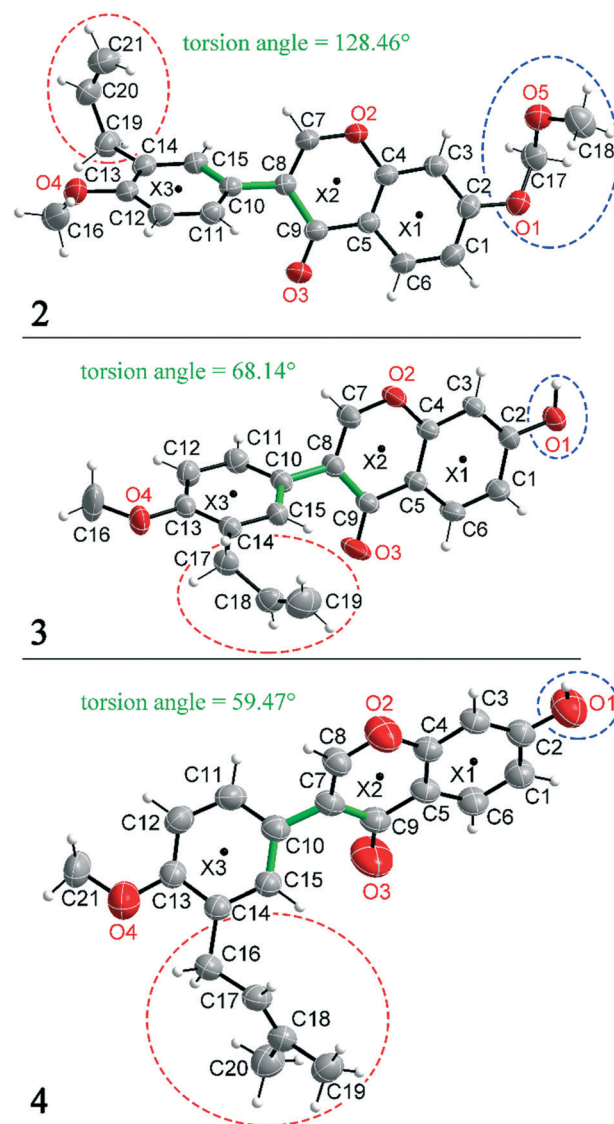 torsion angle = 128.46°
C21
C20
C19
C14
C13
C15
O4
X3
C10
C12
C11
C16
C7
O2
C8
X2
C4
C3
C9
C5
X1
C2
O3
C6
C1
O5
C18
C17
O1
2
torsion angle = 68.14°
C7
O2
C3
C11
C8
C4
C2
C12
C10
X2
X1
O1
O4
X3
C9
C5
C1
C13
C15
C16
C14
O3
C6
C17
C18
C19
3
torsion angle = 59.47°
O2
C3
O1
C8
C4
C2
C11
C7
X2
X1
C12
C10
C9
C5
C6
C1
X3
C21
C13
C15
O3
O4
C14
C16
C17
C18
C20
C19
4